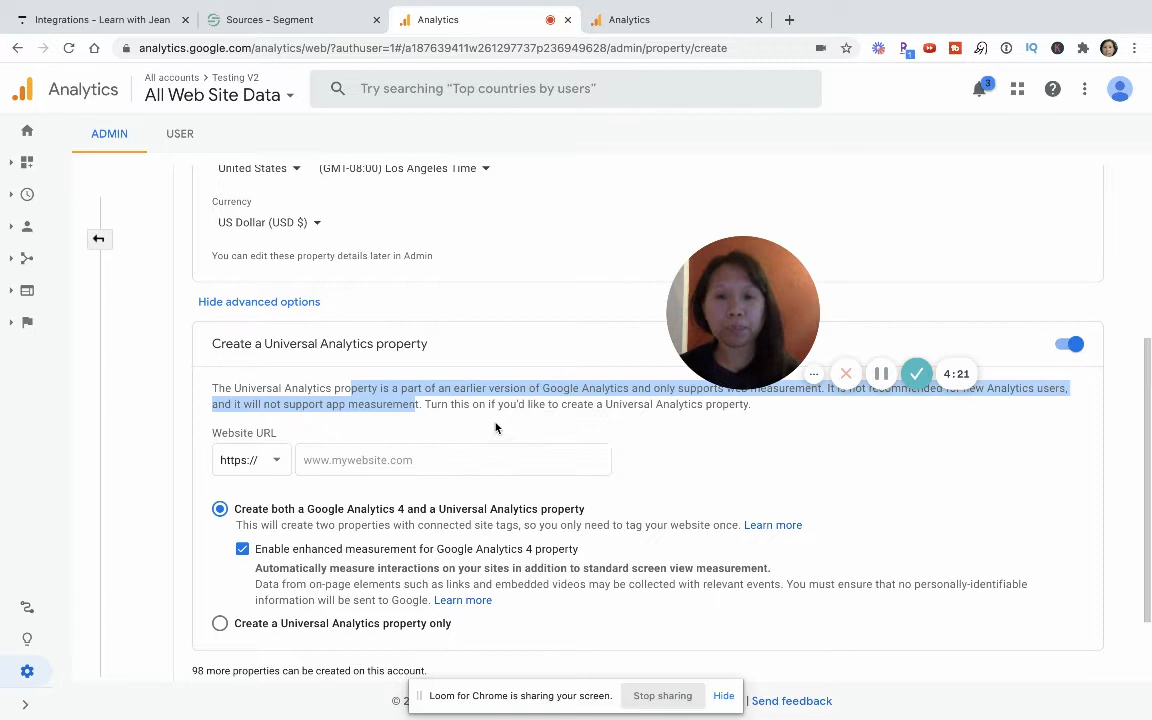 Integrations - Learn with Jean
Sources - Segment
Analytics
Analytics
analytics.google.com/analytics/web/?authuser=1#/a187639411w261297737p236949628/admin/property/create
Analytics
All accounts > Testing V2
All Web Site Data
Try searching "Top countries by users"
3
ADMIN
USER
United States
(GMT-08:00) Los Angeles Time
Currency
US Dollar (USD $)
You can edit these property details later in Admin
Hide advanced options
Create a Universal Analytics property
The Universal Analytics property is a part of an earlier version of Google Analytics and only supports web measurement. It is not recommended for new Analytics users,
and it will not support app measurement. Turn this on if you'd like to create a Universal Analytics property.
4:21
Website URL
https://
www.mywebsite.com
Create both a Google Analytics 4 and a Universal Analytics property
This will create two properties with connected site tags, so you only need to tag your website once. Learn more
Enable enhanced measurement for Google Analytics 4 property
Automatically measure interactions on your sites in addition to standard screen view measurement.
Data from on-page elements such as links and embedded videos may be collected with relevant events. You must ensure that no personally-identifiable
information will be sent to Google. Learn more
Create a Universal Analytics property only
98 more properties can be created on this account.
Loom for Chrome is sharing your screen.
Stop sharing
Hide
© 2
| Send feedback